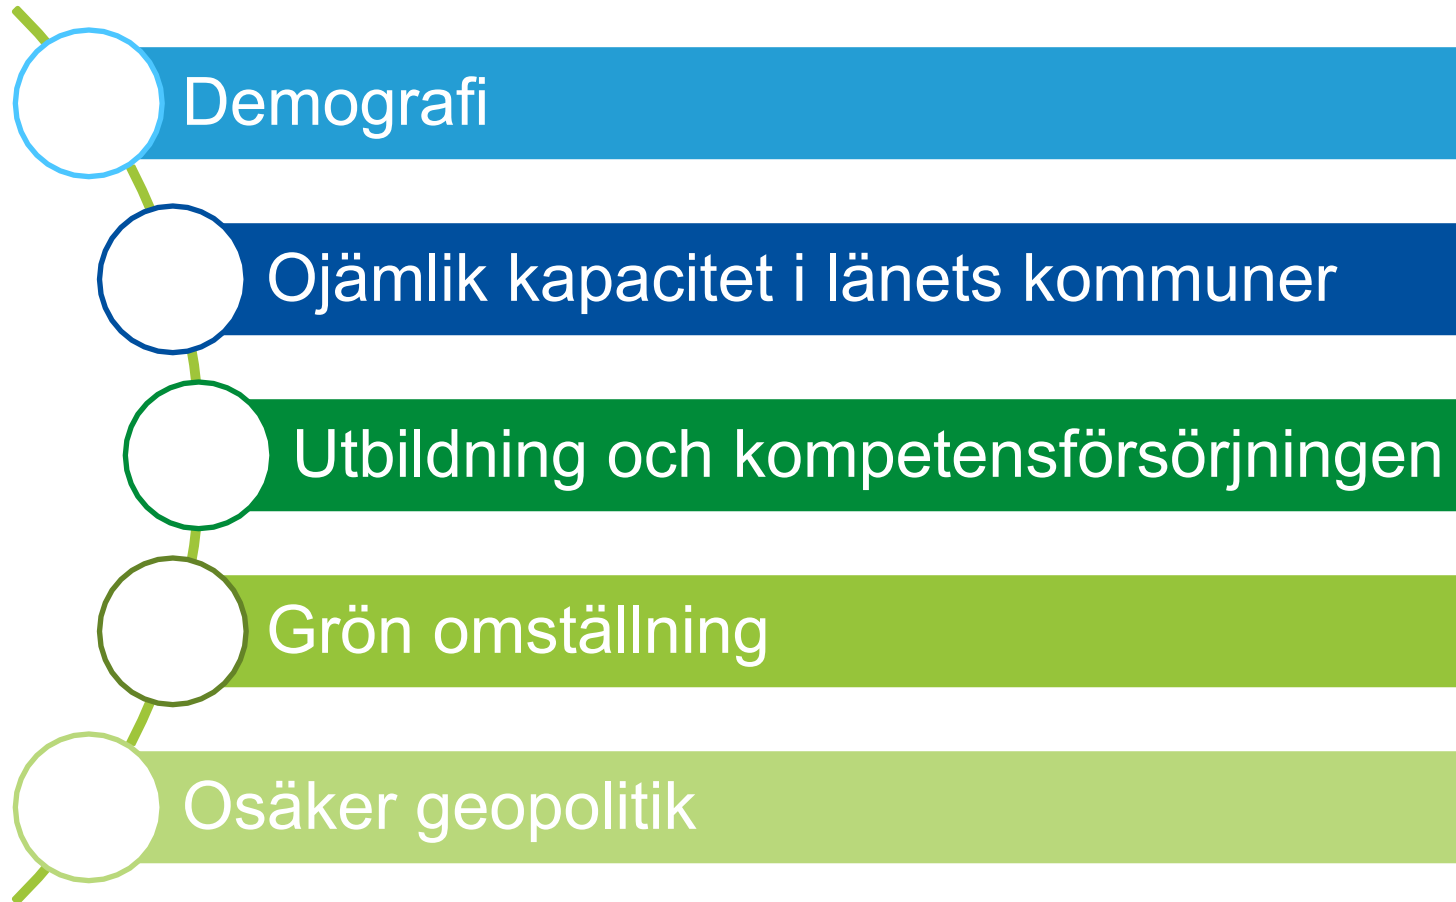 Demografi
Ojämlik kapacitet i länets kommuner
Utbildning och kompetensförsörjningen
Grön omställning
Osäker geopolitik